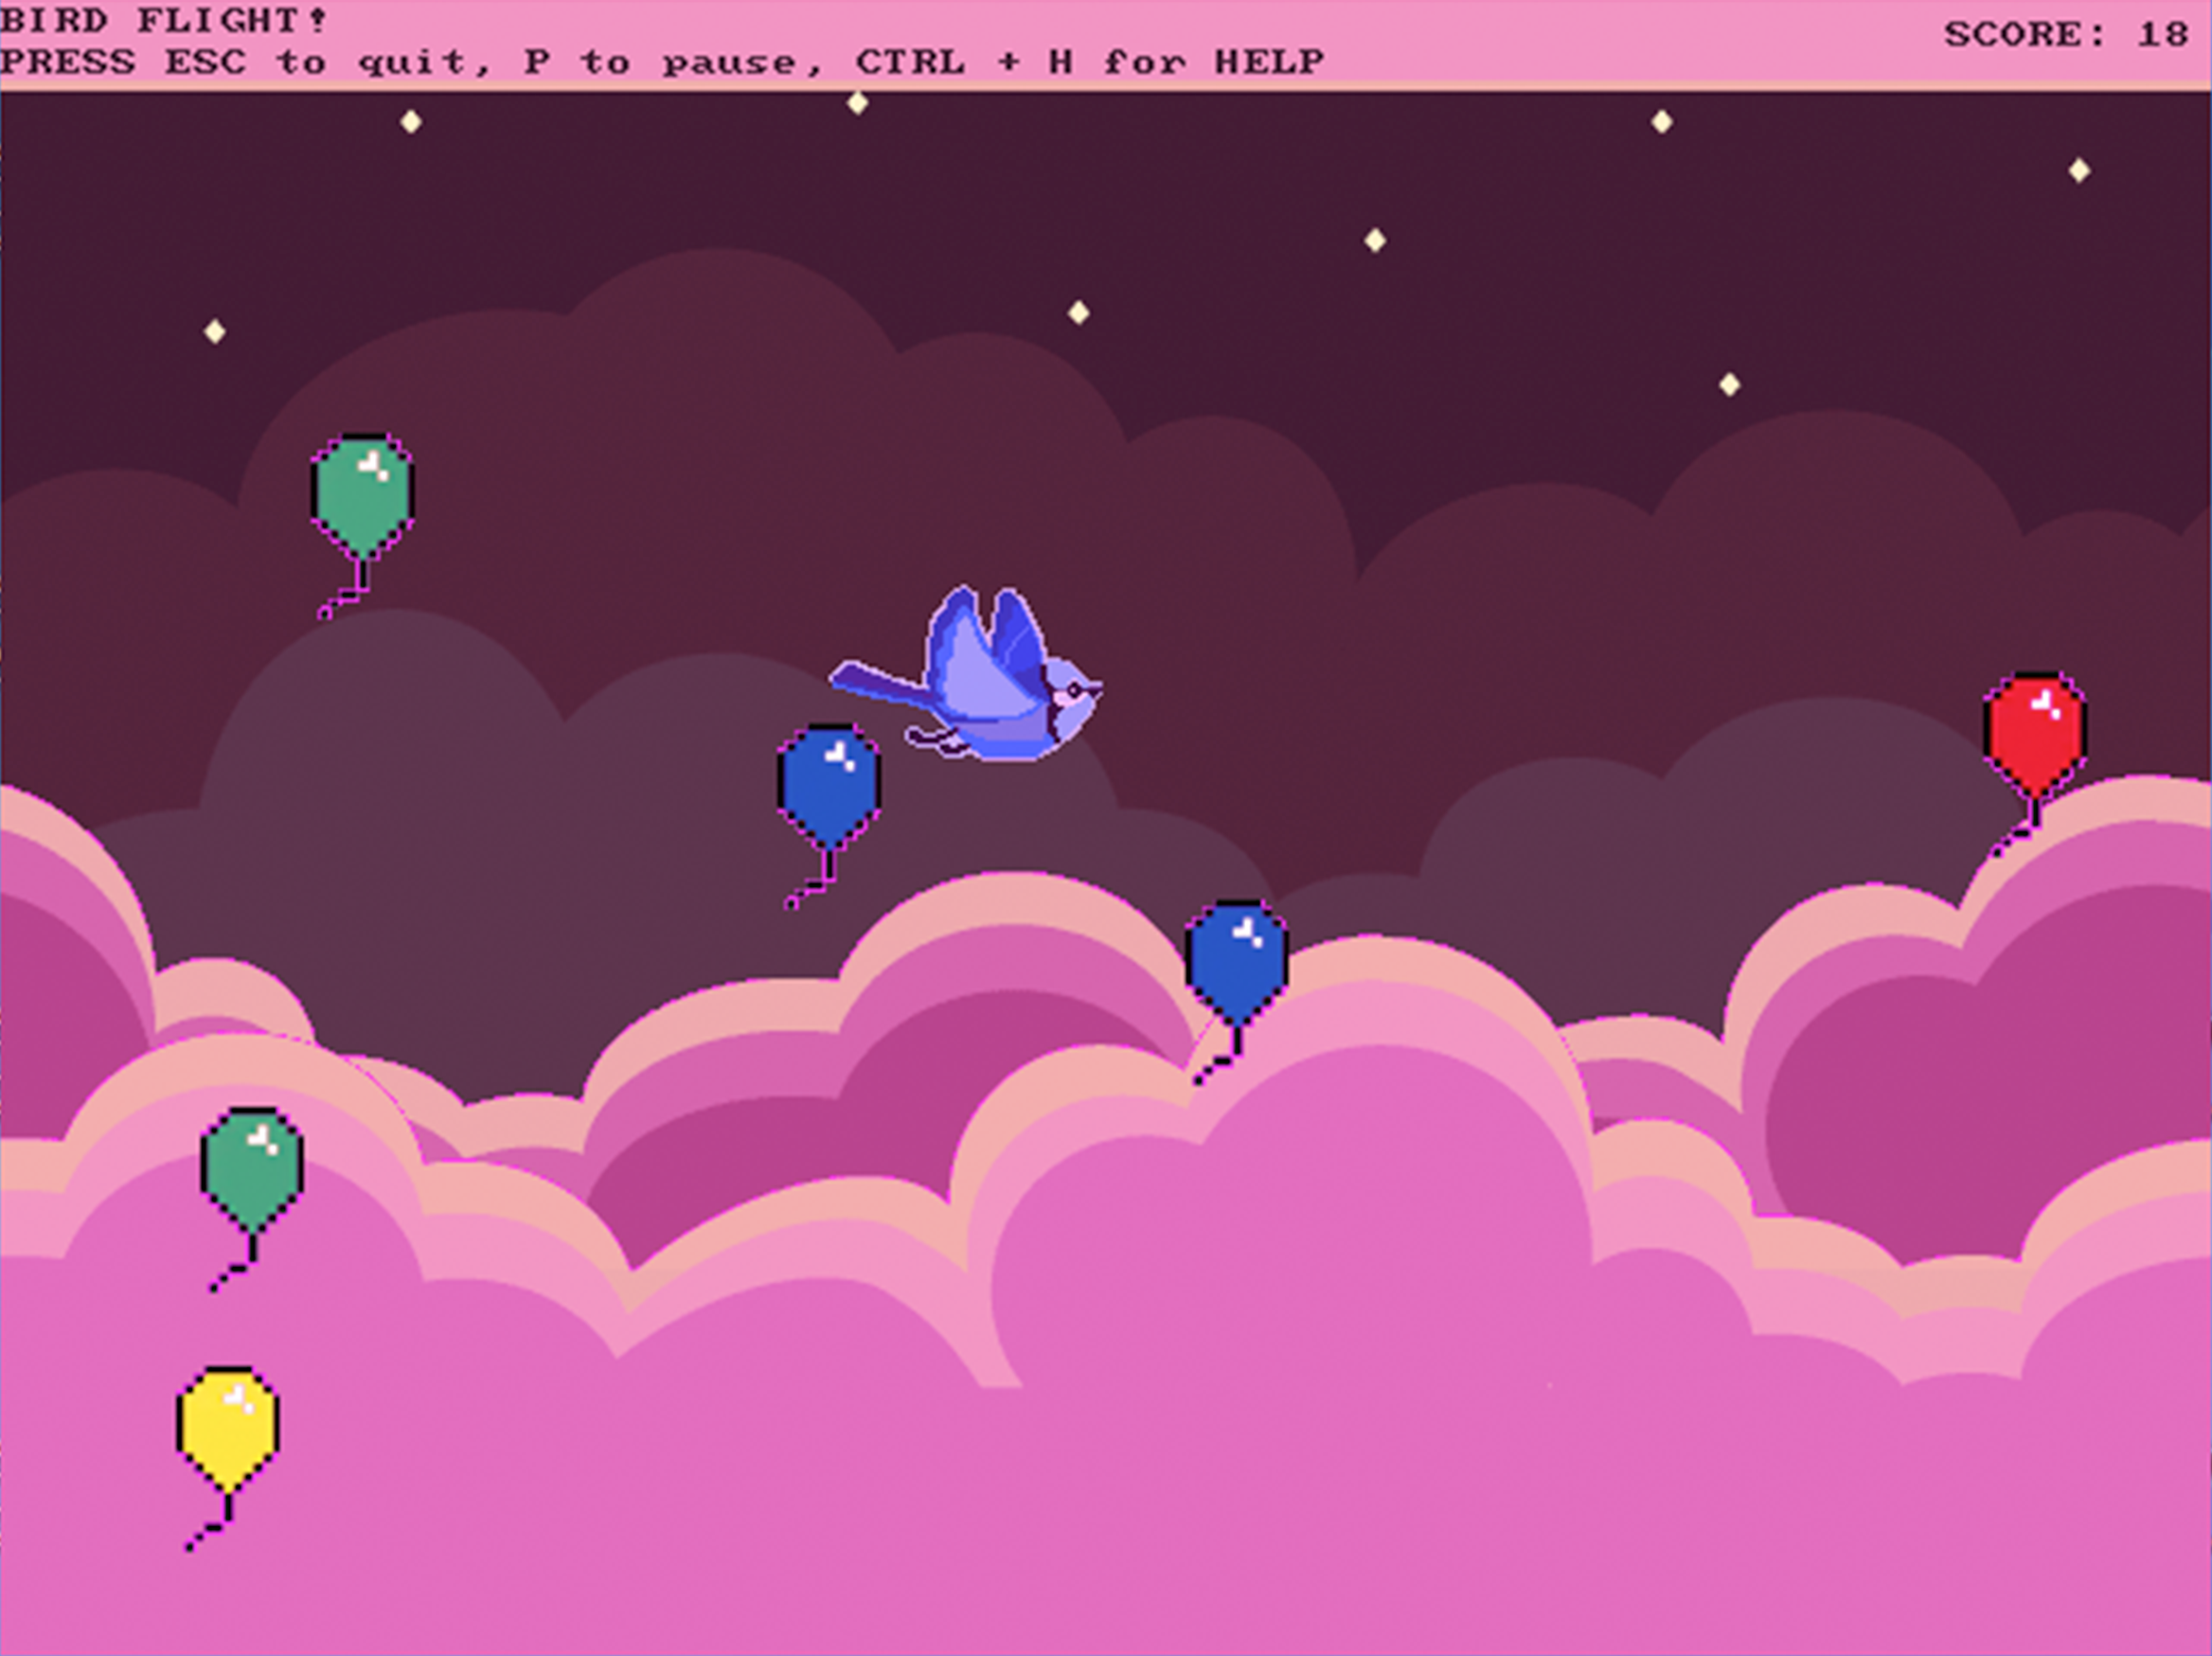 BIRD FLIGHT!
PRESS ESC to quit, P to pause, CTRL + H for HELP
SCORE: 18